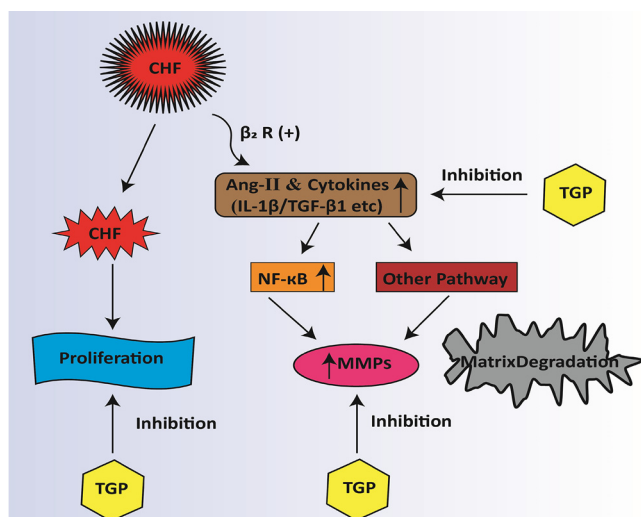 CHF
β₂ R (+)
Ang-II & Cytokines
(IL-1β/TGF-β1 etc)
Inhibition
TGP
CHF
NF-κB
Other Pathway
Proliferation
MMPs
MatrixDegradation
Inhibition
Inhibition
TGP
TGP